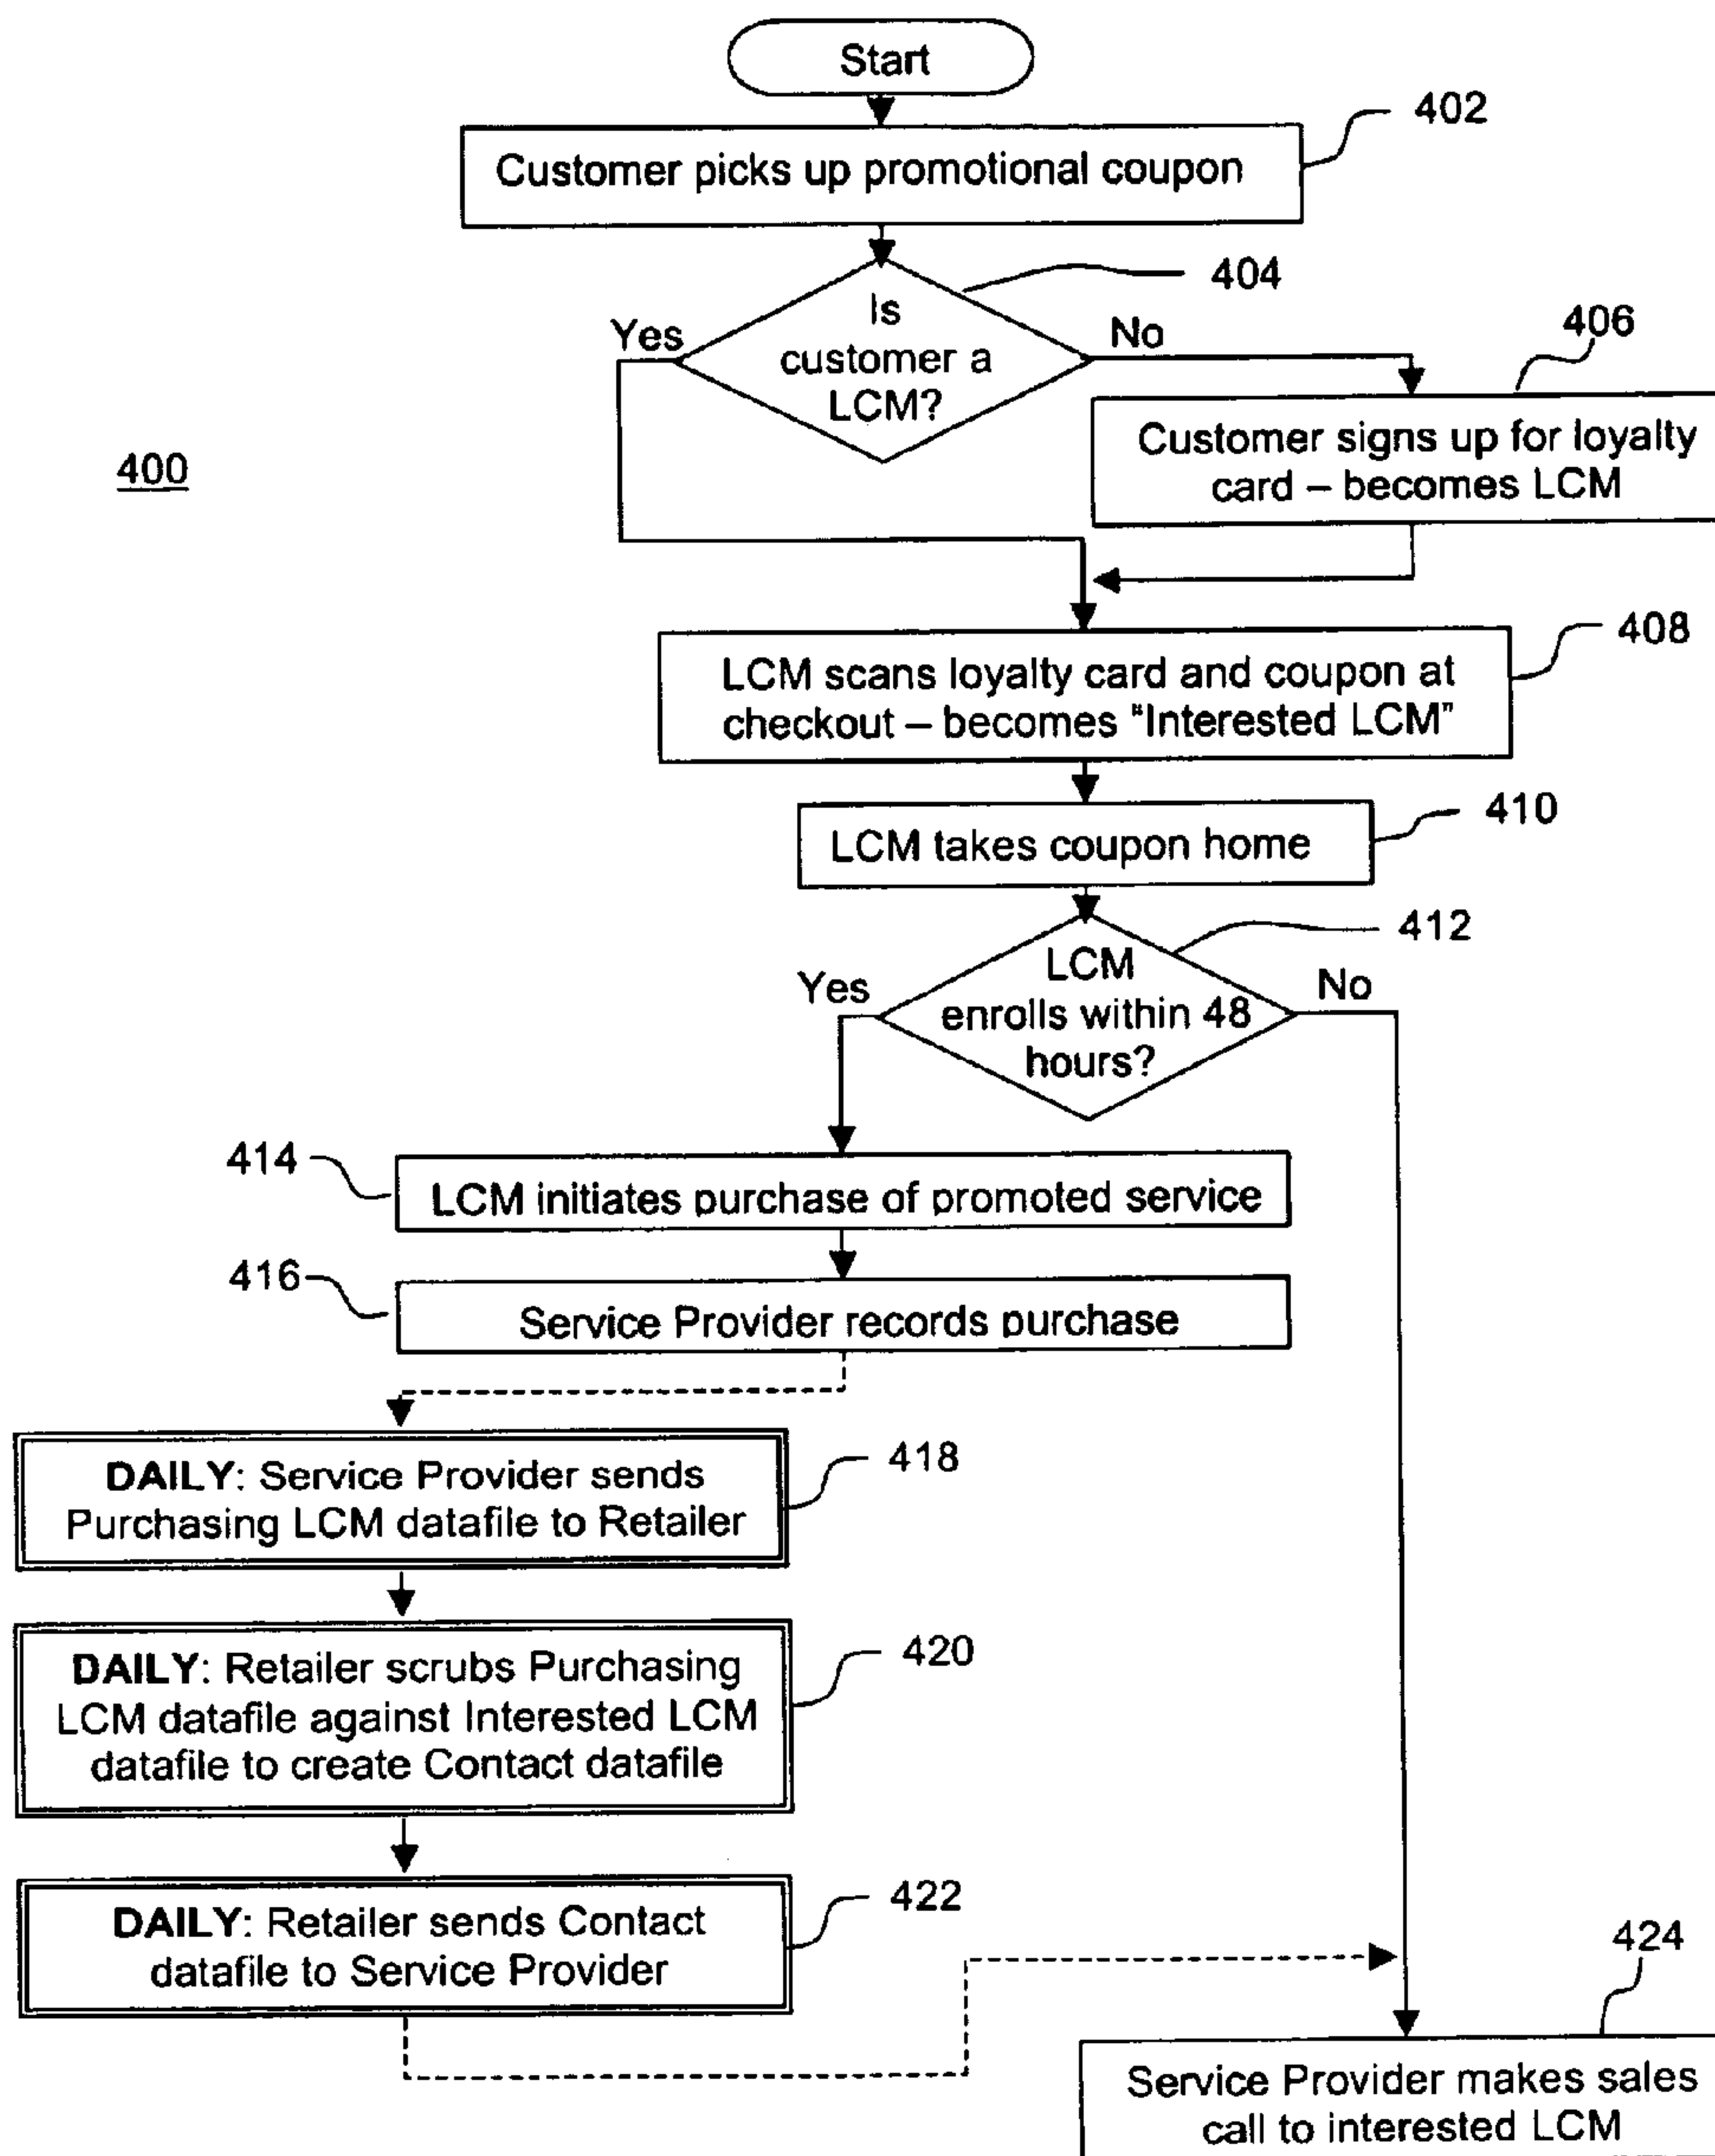 Start
402
Customer picks up promotional coupon
404
Is
customer a
LCM?
Yes
No
406
Customer signs up for loyalty
card – becomes LCM
400
408
LCM scans loyalty card and coupon at
checkout – becomes "Interested LCM"
410
LCM takes coupon home
412
LCM
enrolls within 48
hours?
Yes
No
414
LCM initiates purchase of promoted service
416
Service Provider records purchase
418
DAILY: Service Provider sends
Purchasing LCM datafile to Retailer
420
DAILY: Retailer scrubs Purchasing
LCM datafile against Interested LCM
datafile to create Contact datafile
422
DAILY: Retailer sends Contact
datafile to Service Provider
424
Service Provider makes sales
call to interested LCM